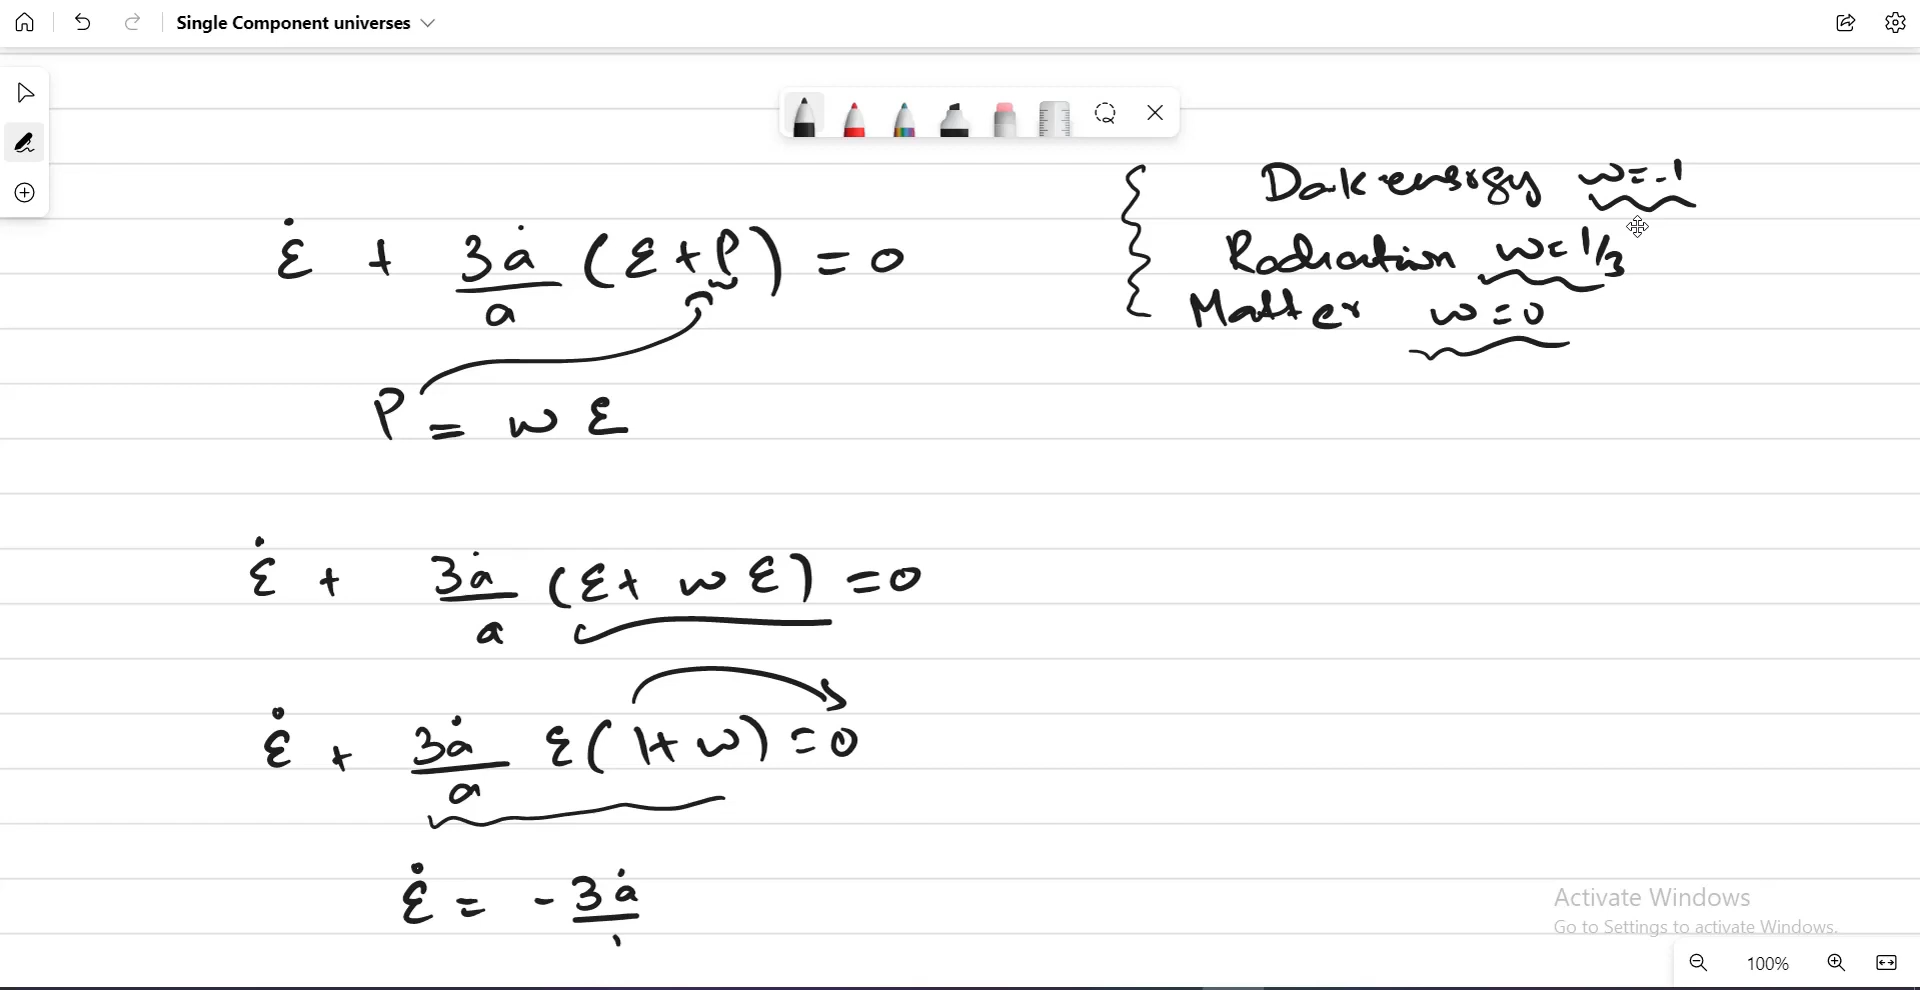 Single Component universes
Dark energy w=-1
ε̇ + 3ȧ/a (ε+P) = 0
Radiation w=1/3
Matter w=0
P = w ε
ε̇ + 3ȧ/a (ε+ w ε) =0
ε̇ + 3ȧ/a ε(1+w) =0
ε̇ = -3ȧ
Activate Windows
Go to Settings to activate Windows.
100%